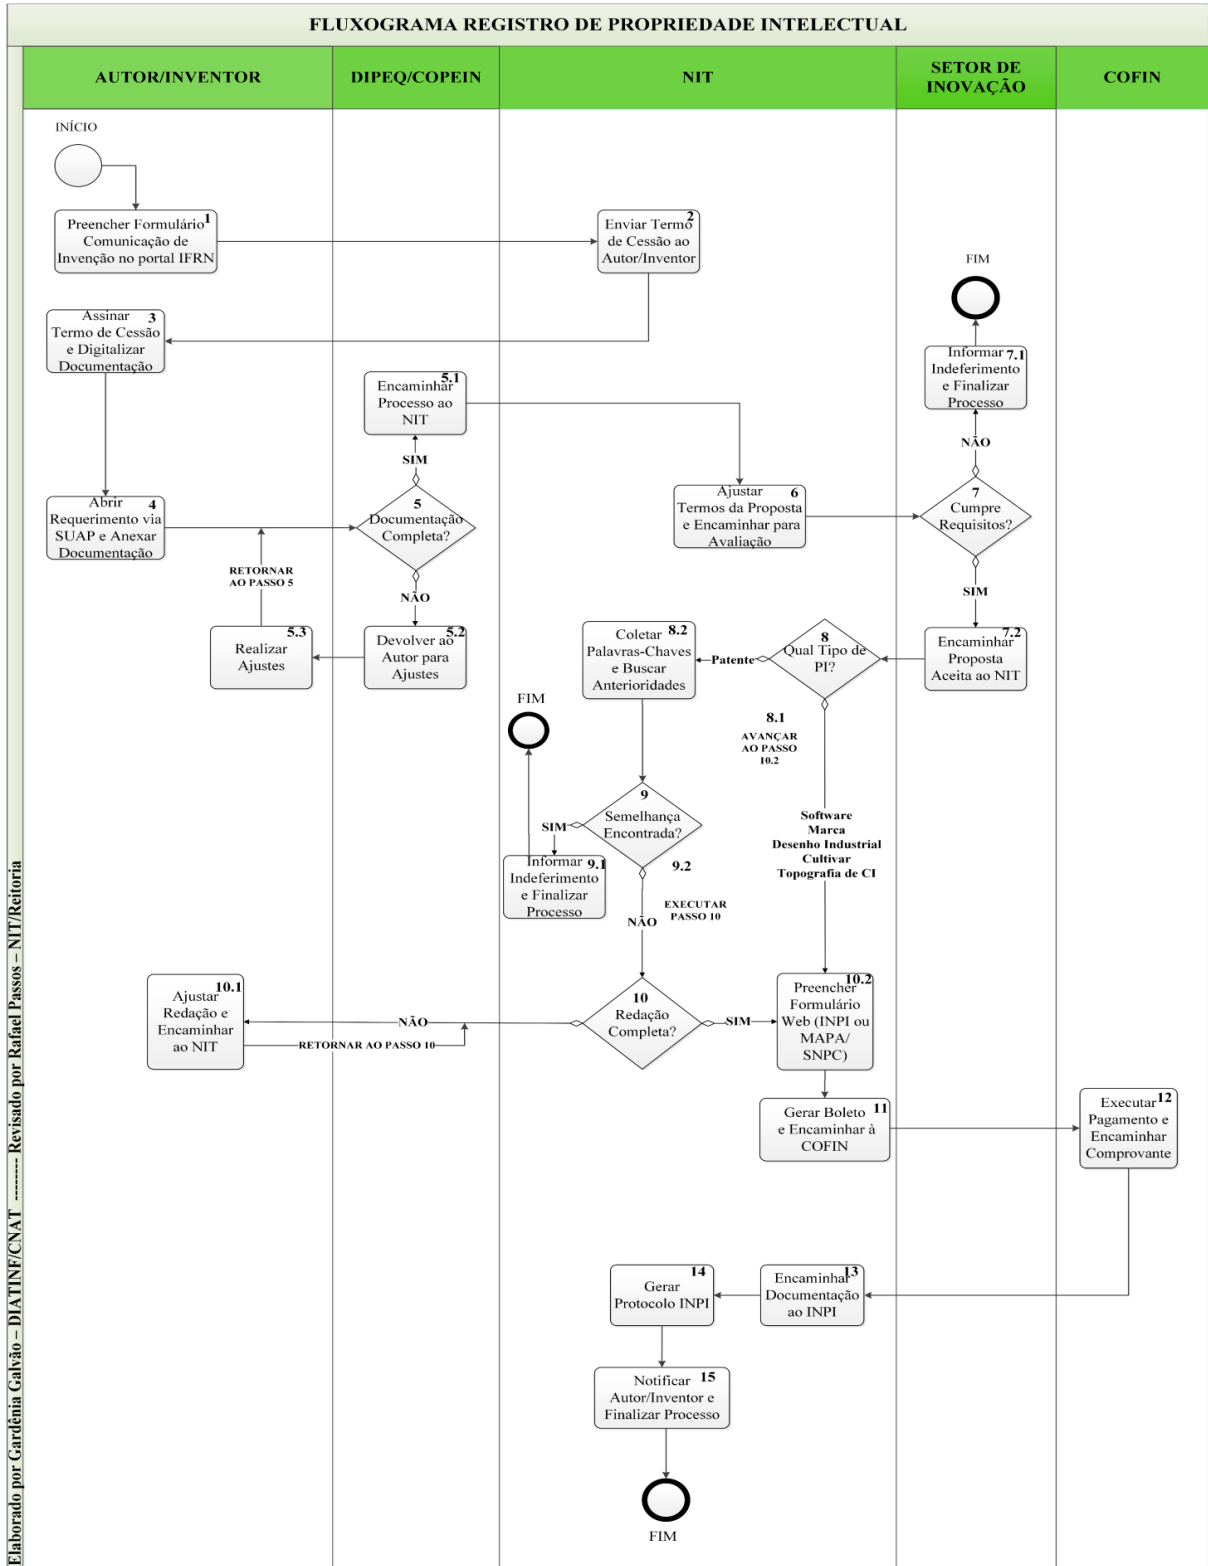 FLUXOGRAMA REGISTRO DE PROPRIEDADE INTELECTUAL
AUTOR/INVENTOR
DIPEQ/COPEIN
NIT
SETOR DE
INOVAÇÃO
COFIN
INÍCIO
1
Preencher Formulário
Comunicação de
Invenção no portal IFRN
2
Enviar Termo
de Cessão ao
Autor/Inventor
3
Assinar
Termo de Cessão
e Digitalizar
Documentação
4
Abrir
Requerimento via
SUAP e Anexar
Documentação
5
Documentação
Completa?
SIM
5.1
Encaminhar
Processo ao
NIT
NÃO
5.2
Devolver ao
Autor para
Ajustes
5.3
Realizar
Ajustes
RETORNAR
AO PASSO 5
6
Ajustar
Termos da Proposta
e Encaminhar para
Avaliação
7
Cumpre
Requisitos?
NÃO
7.1
Informar
Indeferimento
e Finalizar
Processo
FIM
SIM
7.2
Encaminhar
Proposta
Aceita ao NIT
8
Qual Tipo de
PI?
Patente
8.1
AVANÇAR
AO PASSO
10.2
Software
Marca
Desenho Industrial
Cultivar
Topografia de CI
8.2
Coletar
Palavras-Chaves
e Buscar
Anterioridades
9
Semelhança
Encontrada?
SIM
9.1
Informar
Indeferimento
e Finalizar
Processo
FIM
9.2
EXECUTAR
PASSO 10
NÃO
10
Redação
Completa?
NÃO
10.1
Ajustar
Redação e
Encaminhar
ao NIT
RETORNAR AO PASSO 10
SIM
10.2
Preencher
Formulário
Web (INPI ou
MAPA/
SNPC)
11
Gerar Boleto
e Encaminhar à
COFIN
12
Executar
Pagamento e
Encaminhar
Comprovante
13
Encaminhar
Documentação
ao INPI
14
Gerar
Protocolo INPI
15
Notificar
Autor/Inventor e
Finalizar Processo
FIM
Elaborado por Gardênia Galvão – DIATINF/CNAT ------- Revisado por Rafael Passos – NIT/Reitoria